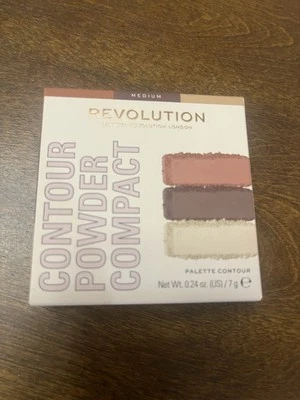 MEDIUM
REVOLUTION
CONTOUR
POWDER
COMPACT
PALETTE CONTOUR
Net Wt. 0.24 oz (US) / 7 g ℮